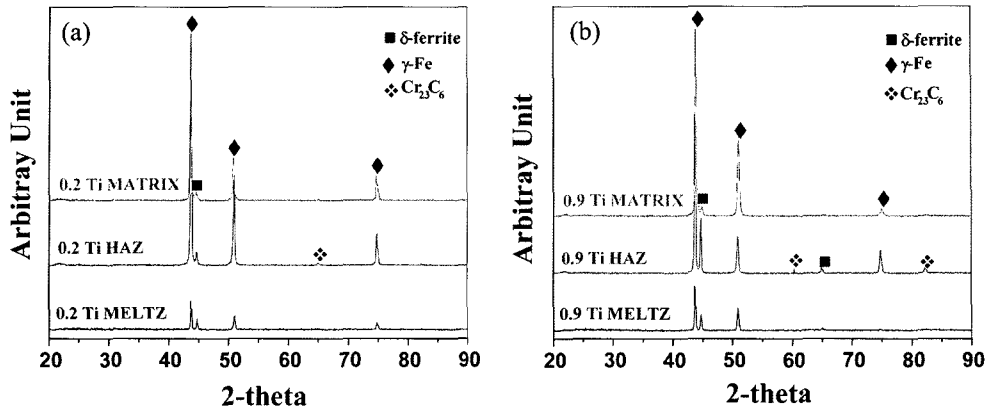 (a)
δ-ferrite
γ-Fe
Cr23C6
0.2 Ti MATRIX
0.2 Ti HAZ
0.2 Ti MELTZ
Arbitray Unit
20 30 40 50 60 70 80 90
2-theta
(b)
δ-ferrite
γ-Fe
Cr23C6
0.9 Ti MATRIX
0.9 Ti HAZ
0.9 Ti MELTZ
Arbitray Unit
20 30 40 50 60 70 80 90
2-theta